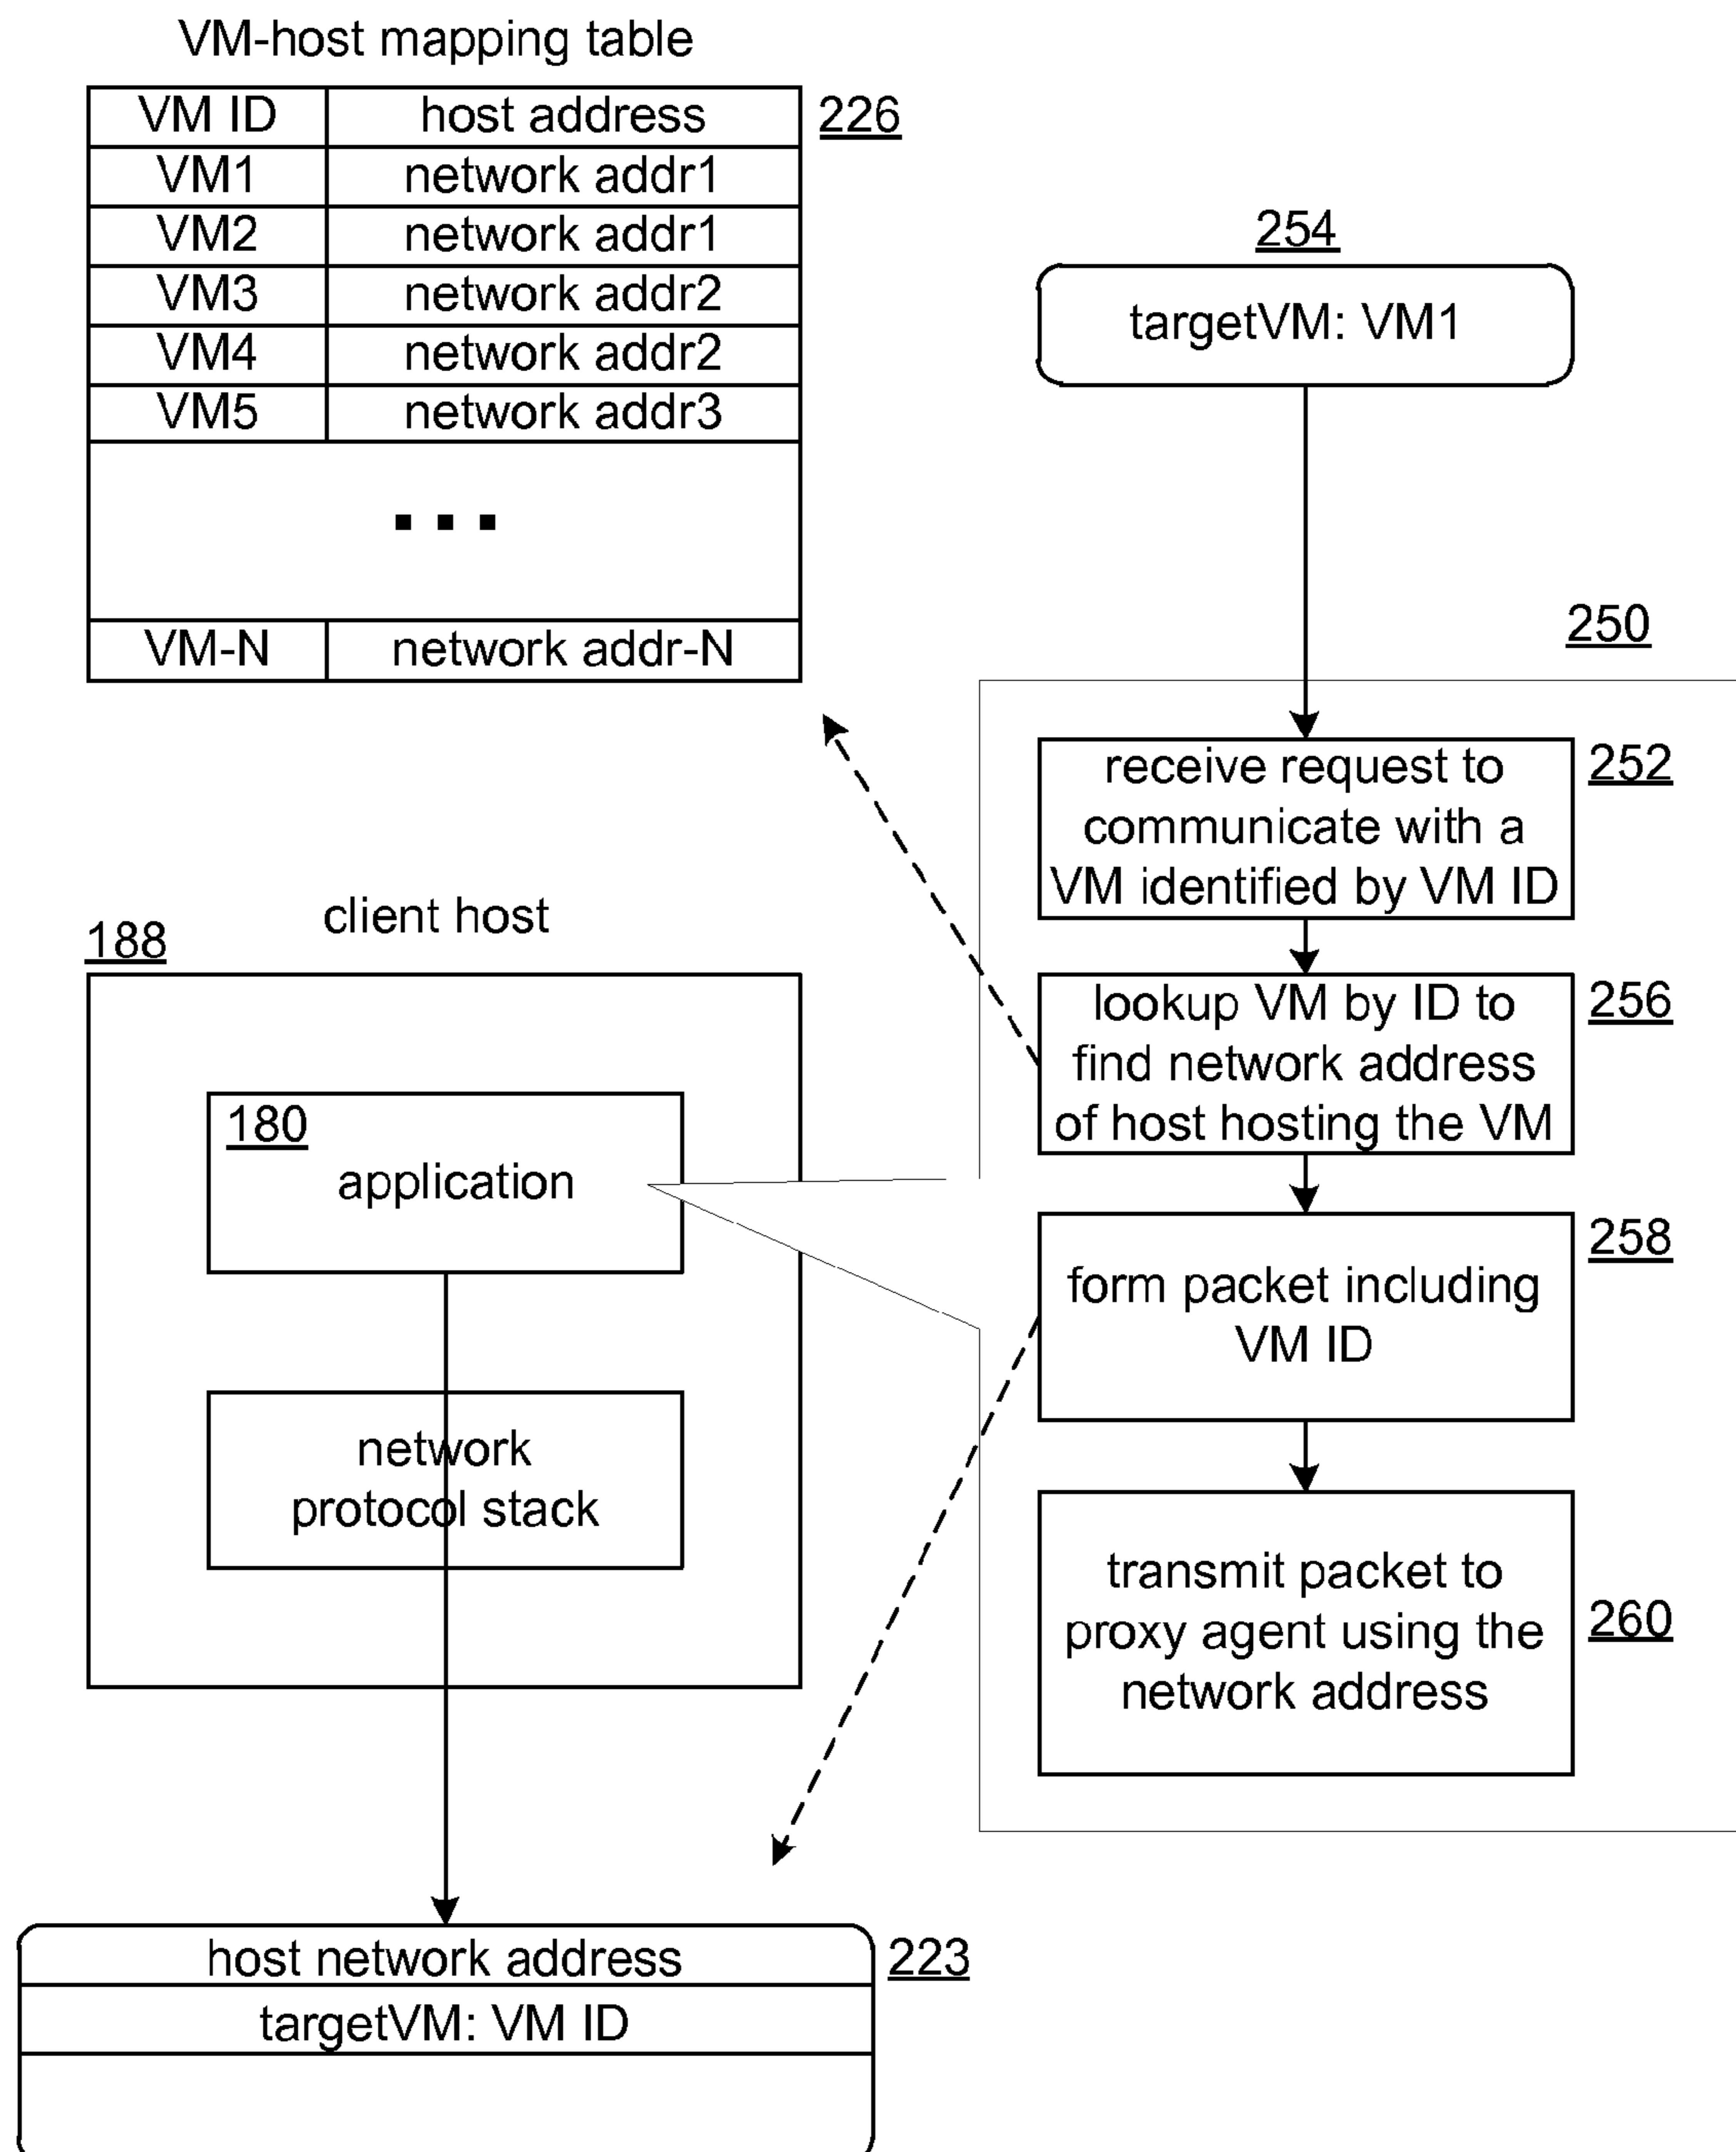 VM-host mapping table
VM ID host address 226
VM1 network addr1
VM2 network addr1
VM3 network addr2
VM4 network addr2
VM5 network addr3
...
VM-N network addr-N
254
targetVM: VM1
250
receive request to
communicate with a
VM identified by VM ID
252
lookup VM by ID to
find network address
of host hosting the VM
256
form packet including
VM ID
258
transmit packet to
proxy agent using the
network address
260
client host
188
180
application
network
protocol stack
host network address
223
targetVM: VM ID